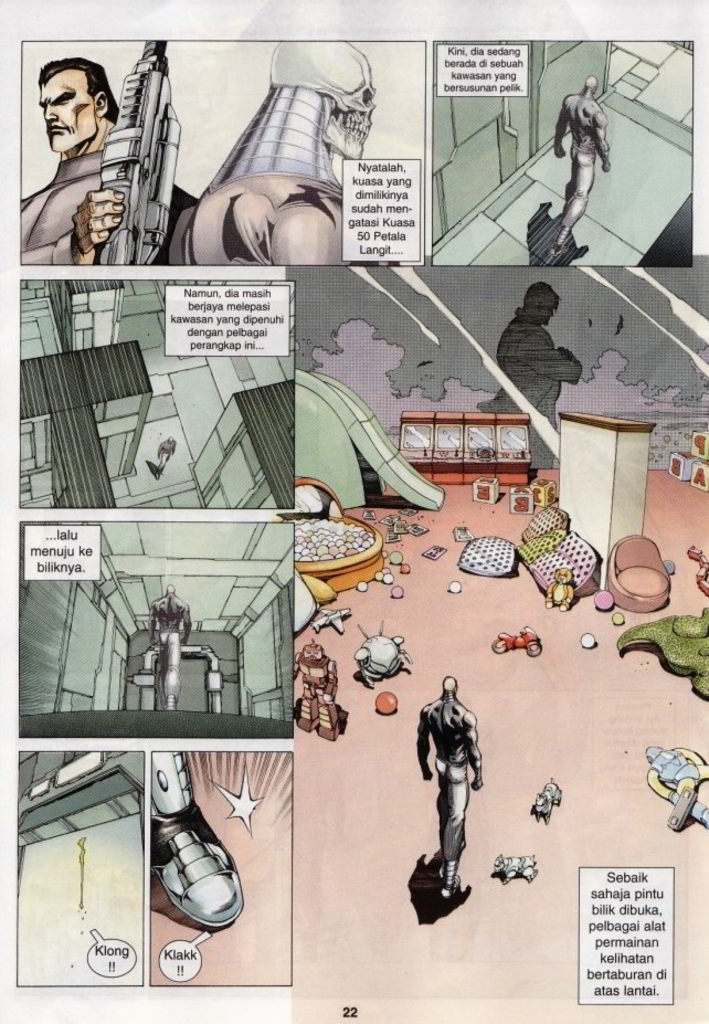 Nyatalah,
kuasa yang
dimilikinya
sudah men-
gatasi Kuasa
50 Petala
Langit....
Kini, dia sedang
berada di sebuah
kawasan yang
bersusunan pelik.
Namun, dia masih
berjaya melepasi
kawasan yang dipenuhi
dengan pelbagai
perangkap ini...
...lalu
menuju ke
biliknya.
Klong
!!
Klakk
!!
E B E
P B
B A
Sebaik
sahaja pintu
bilik dibuka,
pelbagai alat
permainan
kelihatan
bertaburan di
atas lantai.
22